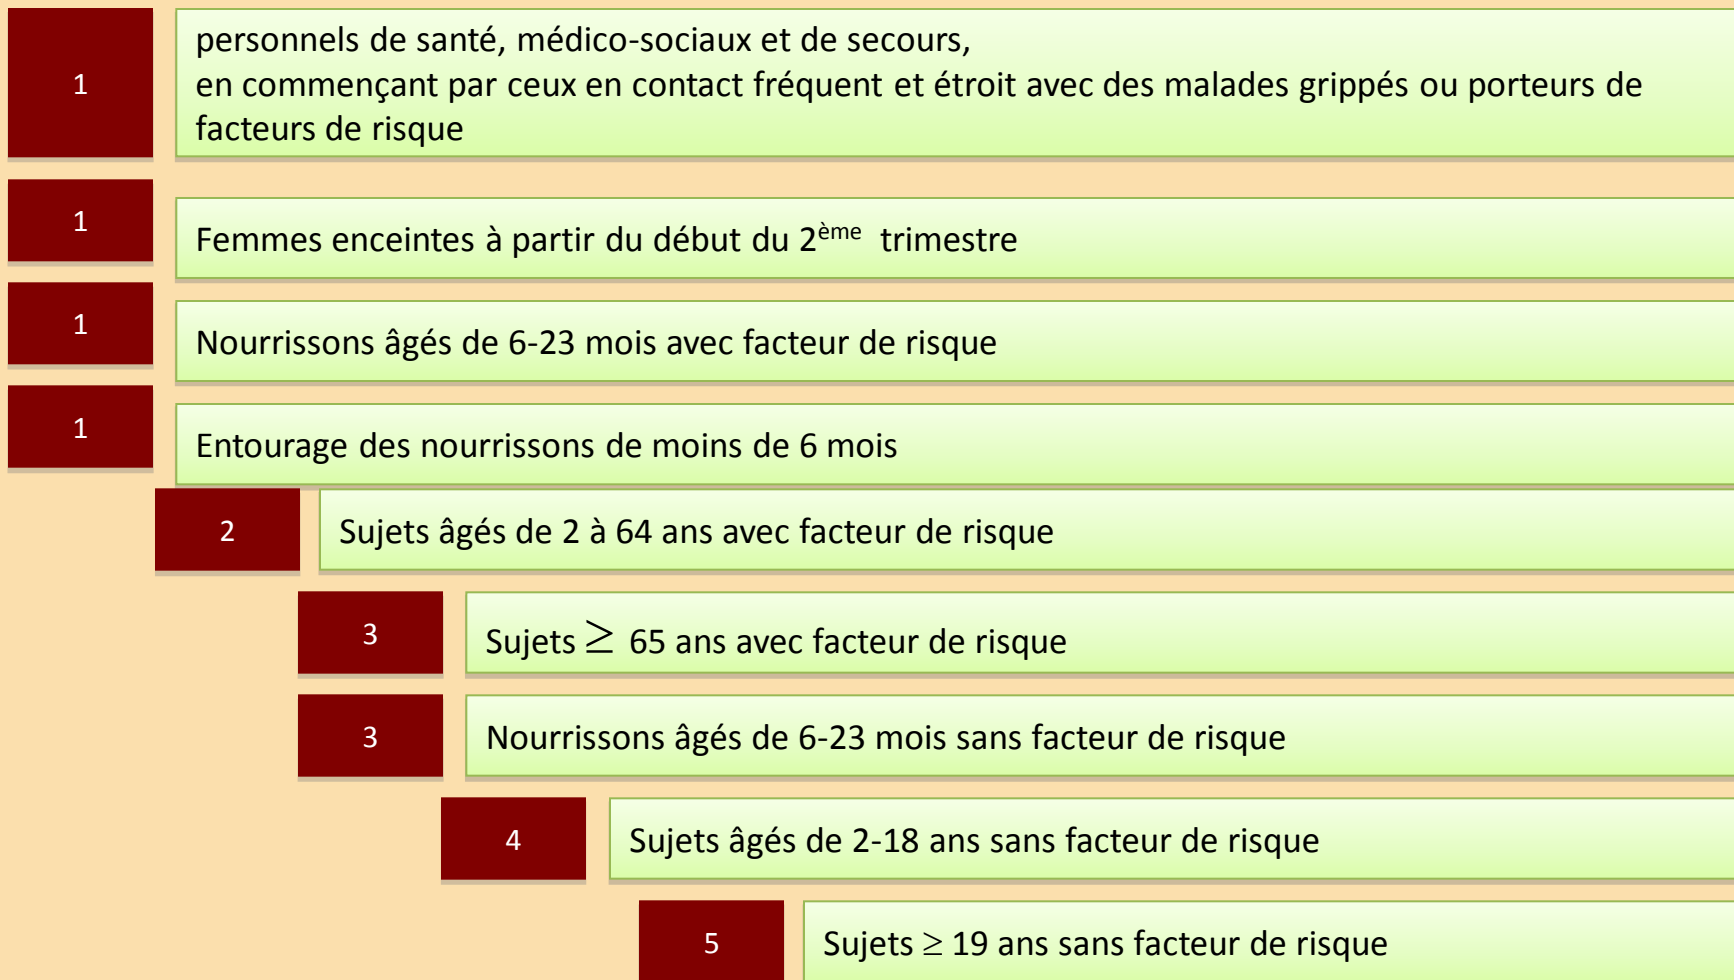 1
personnels de santé, médico-sociaux et de secours,
en commençant par ceux en contact fréquent et étroit avec des malades grippés ou porteurs de
facteurs de risque
1
Femmes enceintes à partir du début du 2ème trimestre
1
Nourrissons âgés de 6-23 mois avec facteur de risque
1
Entourage des nourrissons de moins de 6 mois
2
Sujets âgés de 2 à 64 ans avec facteur de risque
3
Sujets ≥ 65 ans avec facteur de risque
3
Nourrissons âgés de 6-23 mois sans facteur de risque
4
Sujets âgés de 2-18 ans sans facteur de risque
5
Sujets ≥ 19 ans sans facteur de risque